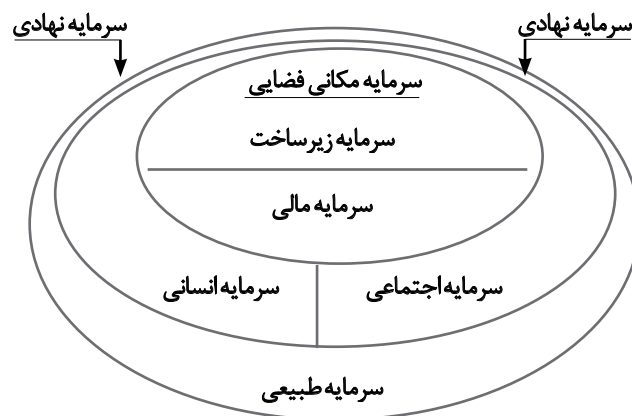 سرمایه نهادی
سرمایه نهادی
سرمایه مکانی فضایی
سرمایه زیرساخت
سرمایه مالی
سرمایه اجتماعی
سرمایه انسانی
سرمایه طبیعی